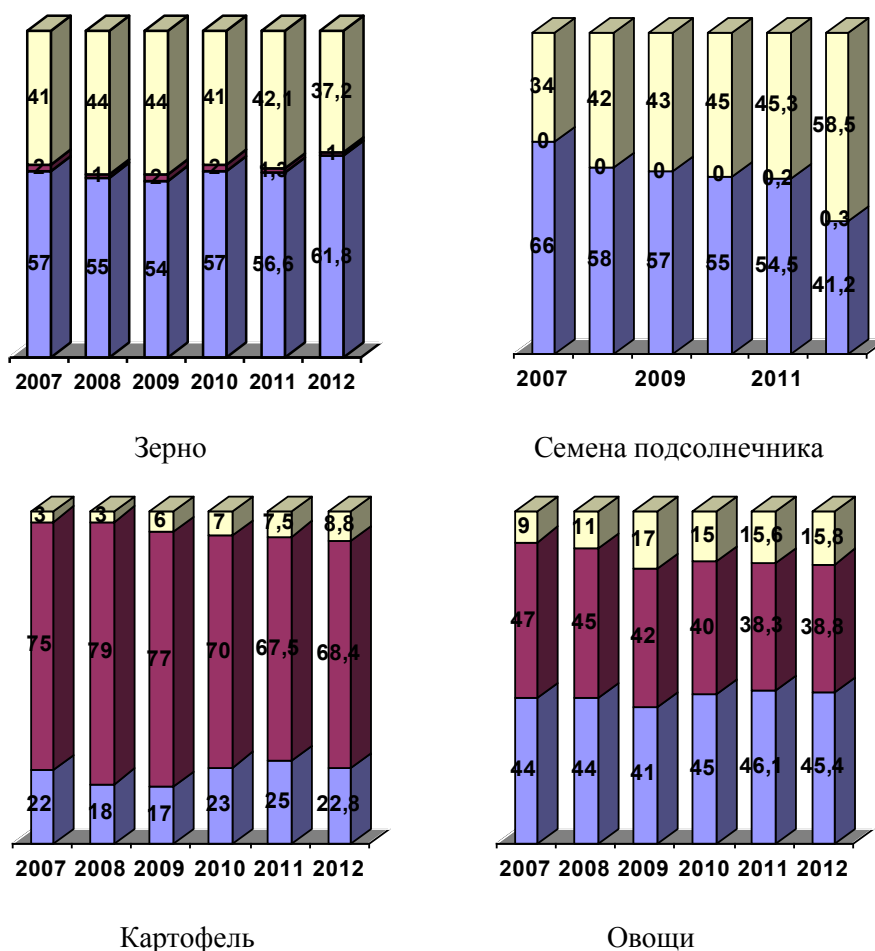 41 44 44 41 42,1 37,2
2 1 2 2 1,3 1
57 55 54 57 56,6 61,8
2007 2008 2009 2010 2011 2012
Зерно
34 42 43 45 45,3 58,5
0 0 0 0 0,2 0,3
66 58 57 55 54,5 41,2
2007 2009 2011
Семена подсолнечника
3 3 6 7 7,5 8,8
75 79 77 70 67,5 68,4
22 18 17 23 25 22,8
2007 2008 2009 2010 2011 2012
Картофель
9 11 17 15 15,6 15,8
47 45 42 40 38,3 38,8
44 44 41 45 46,1 45,4
2007 2008 2009 2010 2011 2012
Овощи